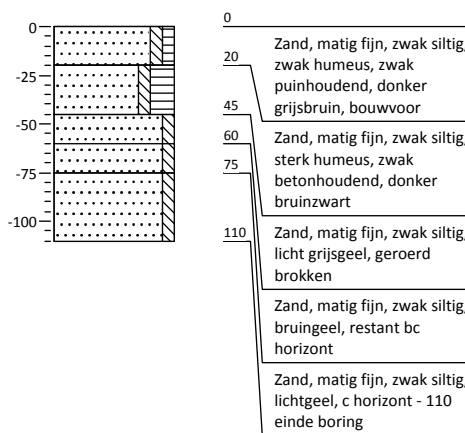 0
-25
-50
-75
-100
0
Zand, matig fijn, zwak siltig,
zwak humeus, zwak
puinhoudend, donker
grijsbruin, bouwvoor
20
Zand, matig fijn, zwak siltig,
sterk humeus, zwak
betonhoudend, donker
bruinzwart
45
Zand, matig fijn, zwak siltig,
licht grijsgeel, geroerd
brokken
60
Zand, matig fijn, zwak siltig,
bruingeel, restant bc
horizont
75
Zand, matig fijn, zwak siltig,
lichtgeel, c horizont - 110
einde boring
110